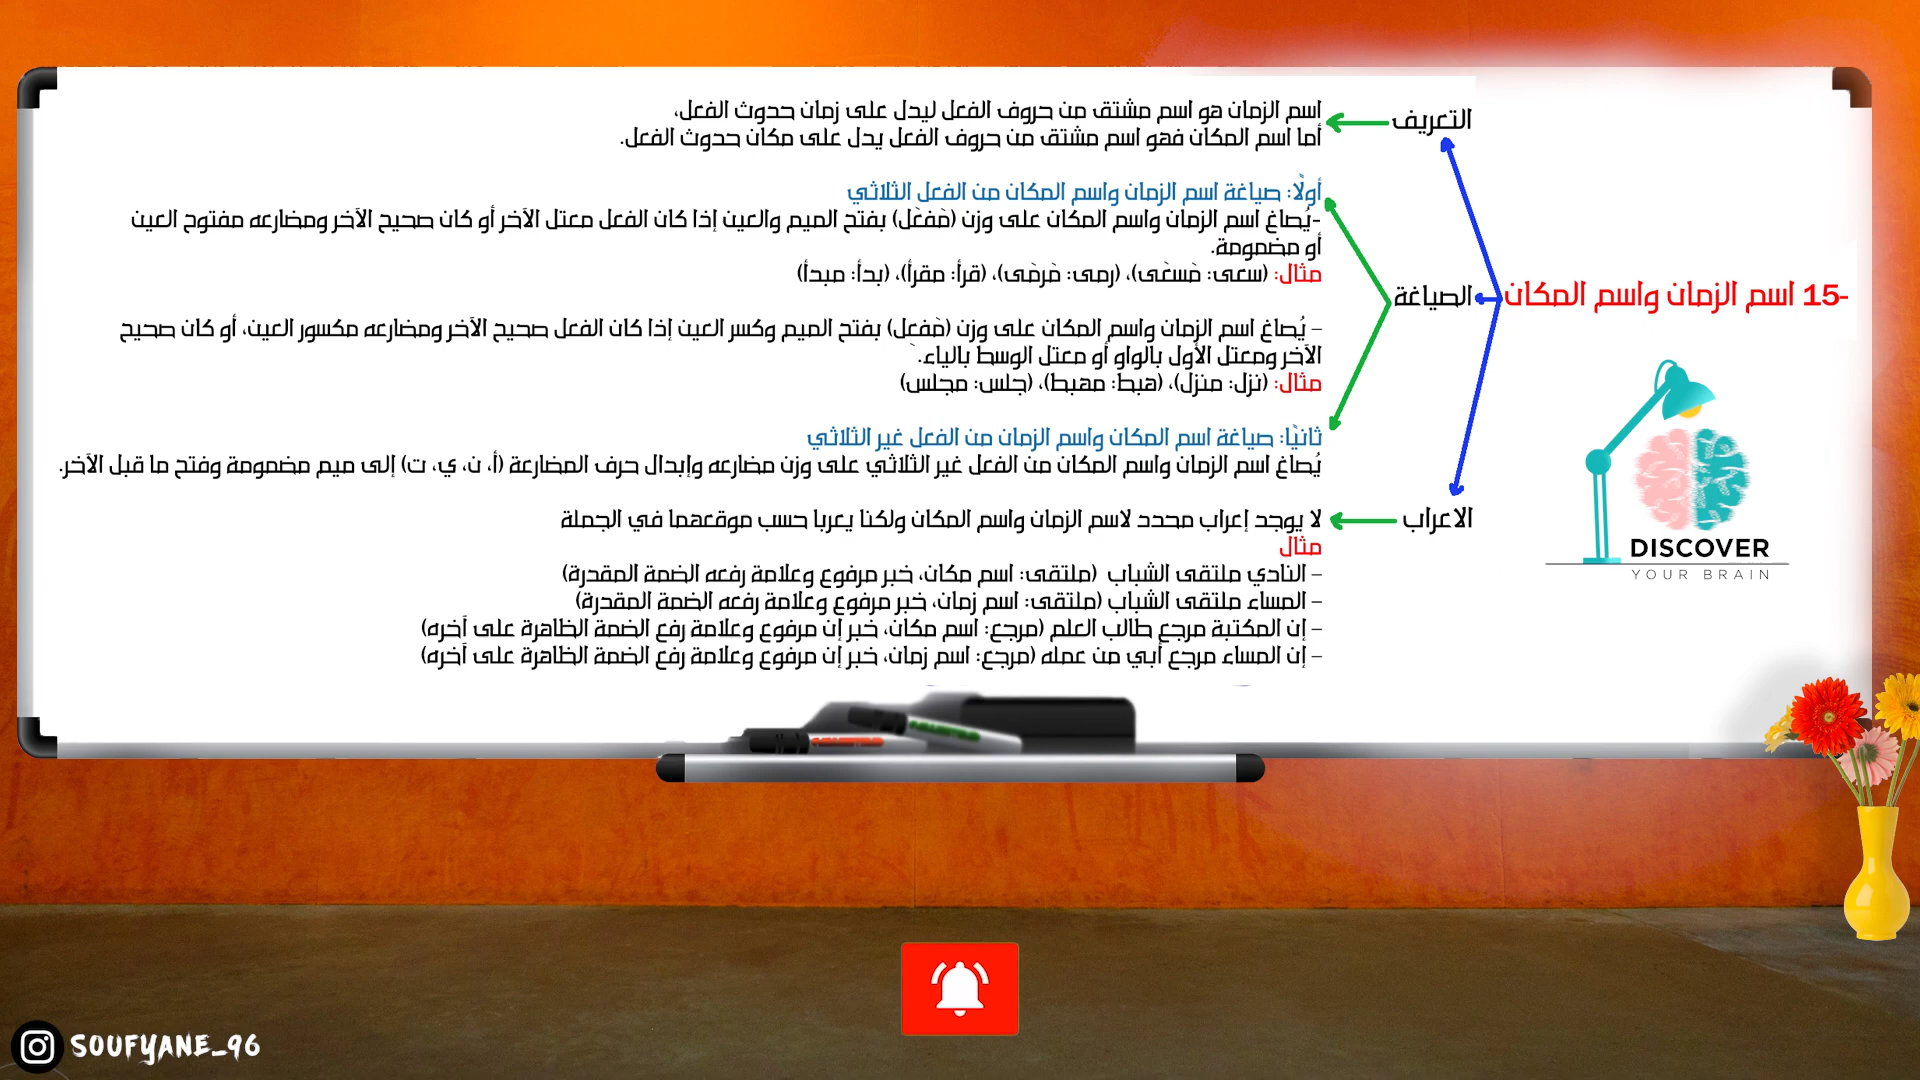 15- اسم الزمان واسم المكان
التعريف
اسم الزمان هو اسم مشتق من حروف الفعل ليدل على زمان حدوث الفعل،
أما اسم المكان فهو اسم مشتق من حروف الفعل يدل على مكان حدوث الفعل.
الصياغة
أولًا: صياغة اسم الزمان واسم المكان من الفعل الثلاثي
-يُصاغ اسم الزمان واسم المكان على وزن (مَفعَل) بفتح الميم والعين إذا كان الفعل معتل الآخر أو كان صحيح الآخر ومضارعه مفتوح العين
أو مضمومة.
مثال: (سعى: مَسعَى)، (رمى: مَرمَى)، (قرأ: مقرأ)، (بدأ: مبدأ)
– يُصاغ اسم الزمان واسم المكان على وزن (مَفعِل) بفتح الميم وكسر العين إذا كان الفعل صحيح الآخر ومضارعه مكسور العين، أو كان صحيح
الآخر ومعتل الأول بالواو أو معتل الوسط بالياء.
مثال: (نزل: منزل)، (هبط: مهبط)، (جلس: مجلس)
ثانيًا: صياغة اسم المكان واسم الزمان من الفعل غير الثلاثي
يُصاغ اسم الزمان واسم المكان من الفعل غير الثلاثي على وزن مضارعه وإبدال حرف المضارعة (أ، ن، ي، ت) إلى ميم مضمومة وفتح ما قبل الآخر.
الاعراب
لا يوجد إعراب محدد لاسم الزمان واسم المكان ولكنا يعربا حسب موقعهما في الجملة
مثال
– النادي ملتقى الشباب (ملتقى: اسم مكان، خبر مرفوع وعلامة رفعه الضمة المقدرة)
– المساء ملتقى الشباب (ملتقى: اسم زمان، خبر مرفوع وعلامة رفعه الضمة المقدرة)
– إن المكتبة مرجع طالب العلم (مرجع: اسم مكان، خبر إن مرفوع وعلامة رفع الضمة الظاهرة على آخره)
– إن المساء مرجع أبي من عمله (مرجع: اسم زمان، خبر إن مرفوع وعلامة رفع الضمة الظاهرة على آخره)
DISCOVER
YOUR BRAIN
SOUFYANE_96